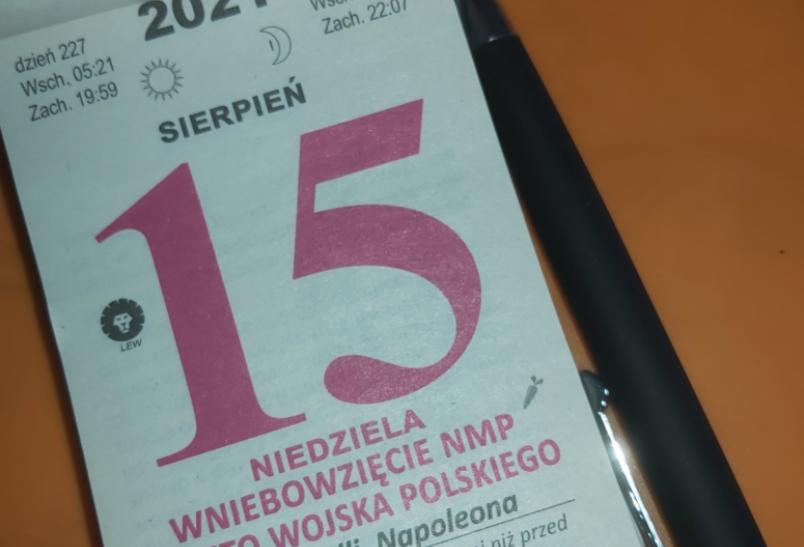 2021
dzień 227
Wsch. 05:21
Zach. 19:59
Zach. 22:07
SIERPIEŃ
15
LEW
NIEDZIELA
WNIEBOWZIĘCIE NMP
WOJSKA POLSKIEGO
Napoleona
niż przed